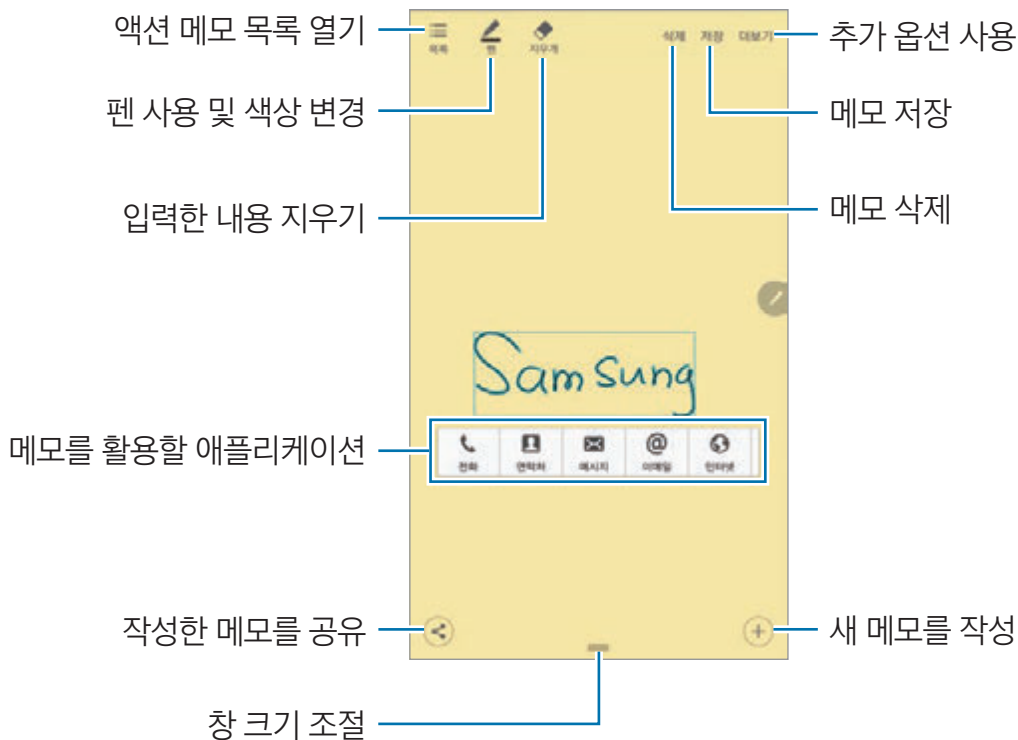 액션 메모 목록 열기
목록 펜 지우개 삭제 저장 더보기
추가 옵션 사용
펜 사용 및 색상 변경
메모 저장
입력한 내용 지우기
메모 삭제
Samsung
메모를 활용할 애플리케이션
전화 연락처 메시지 이메일 인터넷
작성한 메모를 공유
새 메모를 작성
창 크기 조절